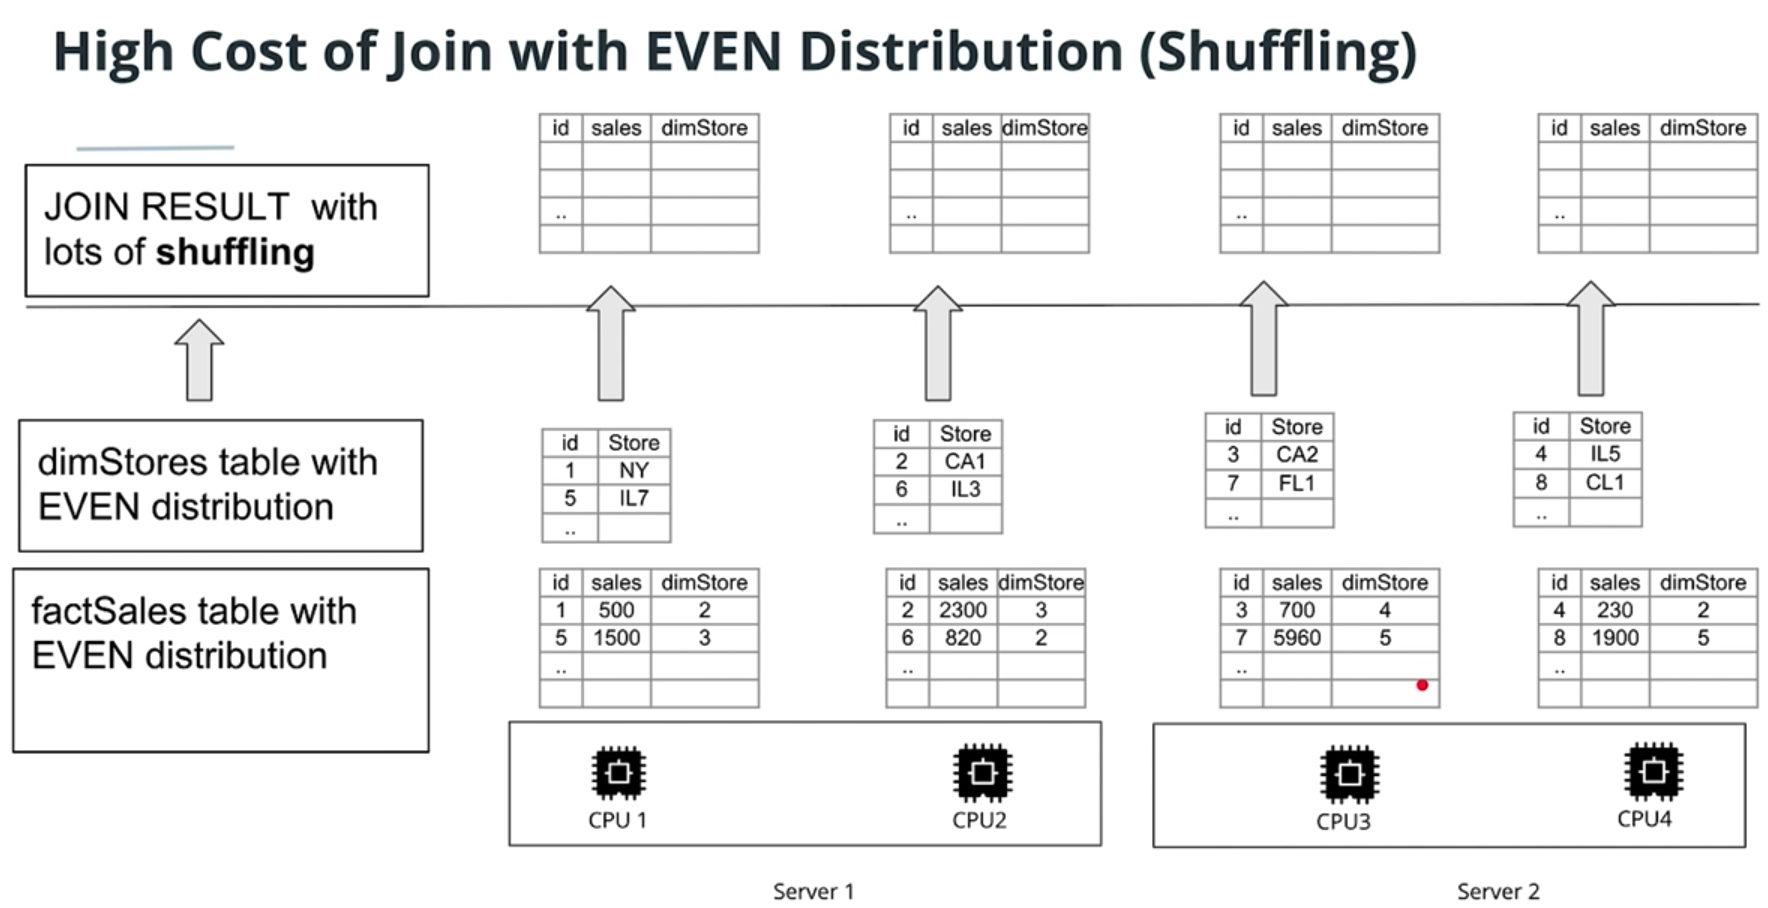 High Cost of Join with EVEN Distribution (Shuffling)
JOIN RESULT with
lots of shuffling
id sales dimStore
..
id sales dimStore
..
id sales dimStore
..
id sales dimStore
..
dimStores table with
EVEN distribution
id Store
1 NY
5 IL7
..
id Store
2 CA1
6 IL3
..
id Store
3 CA2
7 FL1
..
id Store
4 IL5
8 CL1
..
factSales table with
EVEN distribution
id sales dimStore
1 500 2
5 1500 3
..
id sales dimStore
2 2300 3
6 820 2
..
id sales dimStore
3 700 4
7 5960 5
..
id sales dimStore
4 230 2
8 1900 5
..
CPU 1
CPU2
CPU3
CPU4
Server 1
Server 2